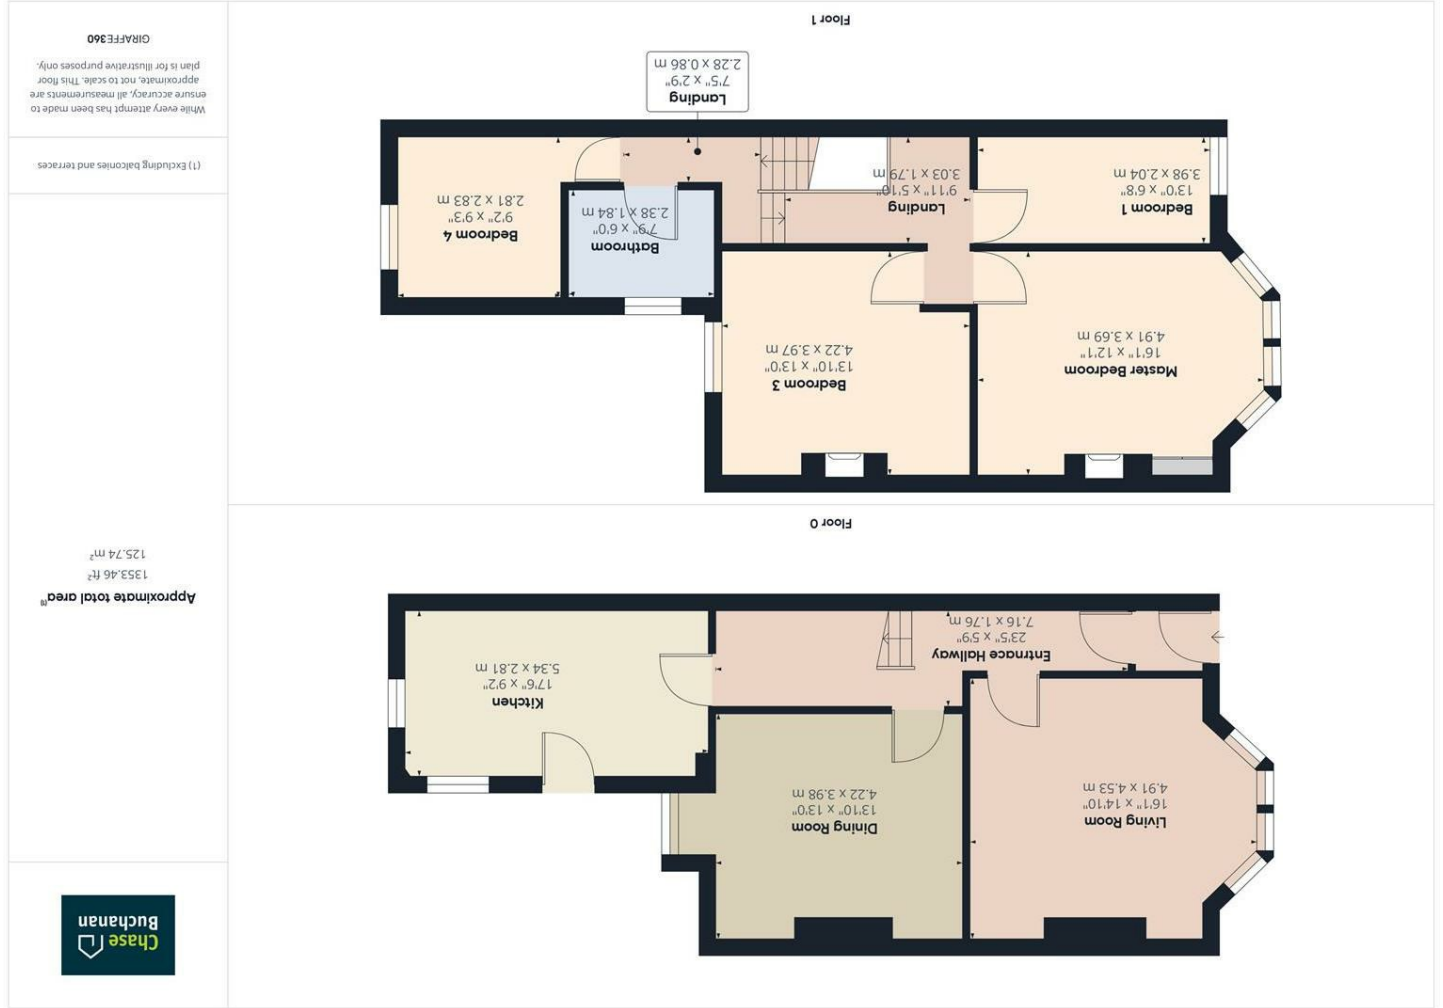 Chase
Buchanan
Approximate total area⁽¹⁾
1353.46 ft²
125.74 m²
(1) Excluding balconies and terraces
While every attempt has been made to
ensure accuracy, all measurements are
approximate, not to scale. This floor
plan is for illustrative purposes only.
GIRAFFE360
Living Room
16'1" x 14'10"
4.91 x 4.53 m
Dining Room
13'10" x 13'0"
4.22 x 3.98 m
Entrnace Hallway
23'5" x 5'9"
7.16 x 1.76 m
Kitchen
17'6" x 9'2"
5.34 x 2.81 m
Floor 0
Master Bedroom
16'1" x 12'1"
4.91 x 3.69 m
Bedroom 3
13'10" x 13'0"
4.22 x 3.97 m
Bathroom
7'9" x 6'0"
2.38 x 1.84 m
Bedroom 4
9'2" x 9'3"
2.81 x 2.83 m
Bedroom 1
13'0" x 6'8"
3.98 x 2.04 m
Landing
9'11" x 5'10"
3.03 x 1.79 m
Landing
7'5" x 2'9"
2.28 x 0.86 m
Floor 1